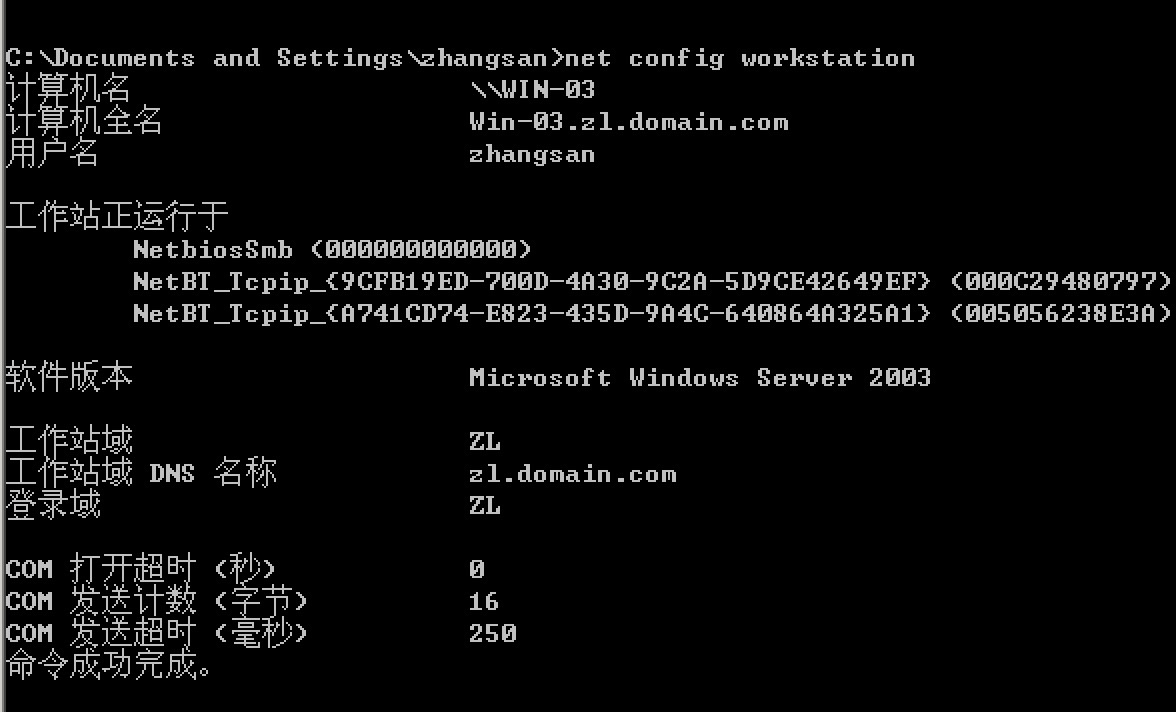 C:\Documents and Settings\zhangsan>net config workstation
计算机名 \\WIN-03
计算机全名 Win-03.zl.domain.com
用户名 zhangsan
工作站正运行于
NetbiosSmb (000000000000)
NetBT_Tcpip_{9CFB19ED-700D-4A30-9C2A-5D9CE42649EF} (000C29480797)
NetBT_Tcpip_{A741CD74-E823-435D-9A4C-640864A325A1} (005056238E3A)
软件版本 Microsoft Windows Server 2003
工作站域 ZL
工作站域 DNS 名称 zl.domain.com
登录域 ZL
COM 打开超时 (秒) 0
COM 发送计数 (字节) 16
COM 发送超时 (毫秒) 250
命令成功完成。